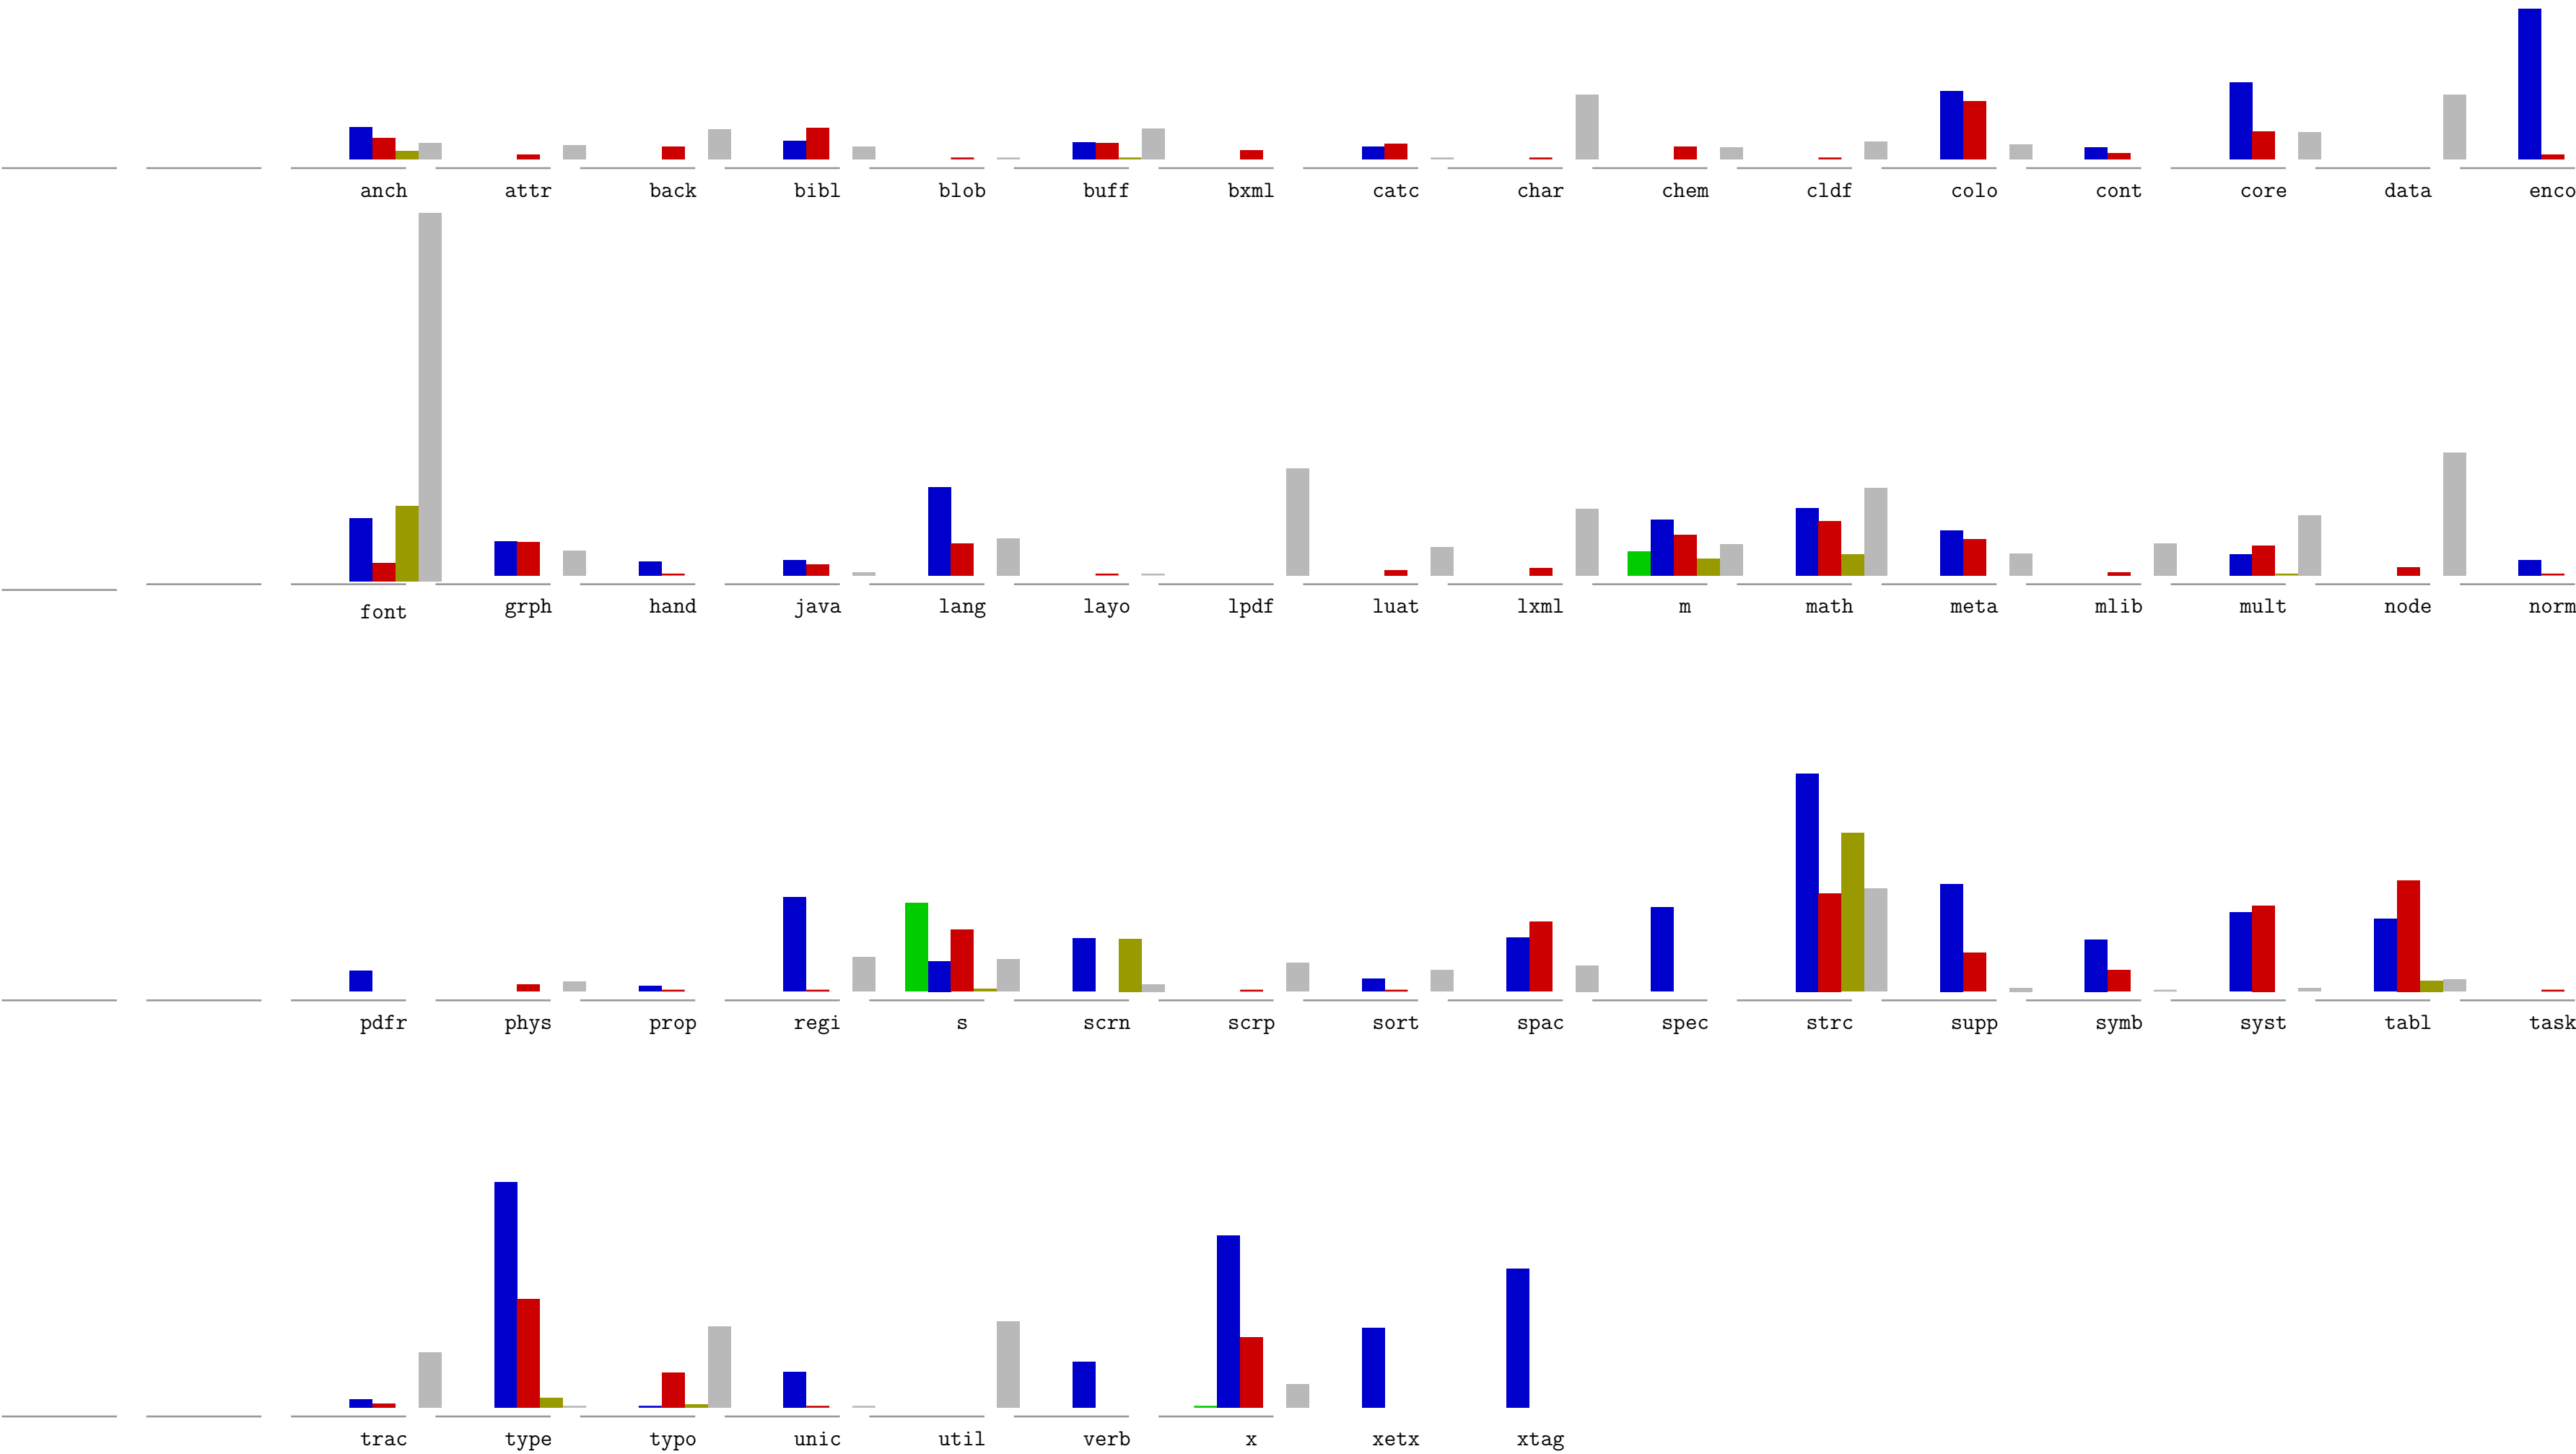 anch attr back bibl blob buff bxml catc char chem cldf colo cont core data enco
font grph hand java lang layo lpdf luat lxml m math meta mlib mult node norm
pdfr phys prop regi s scrn scrp sort spac spec strc supp symb syst tabl task
trac type typo unic util verb x xetx xtag